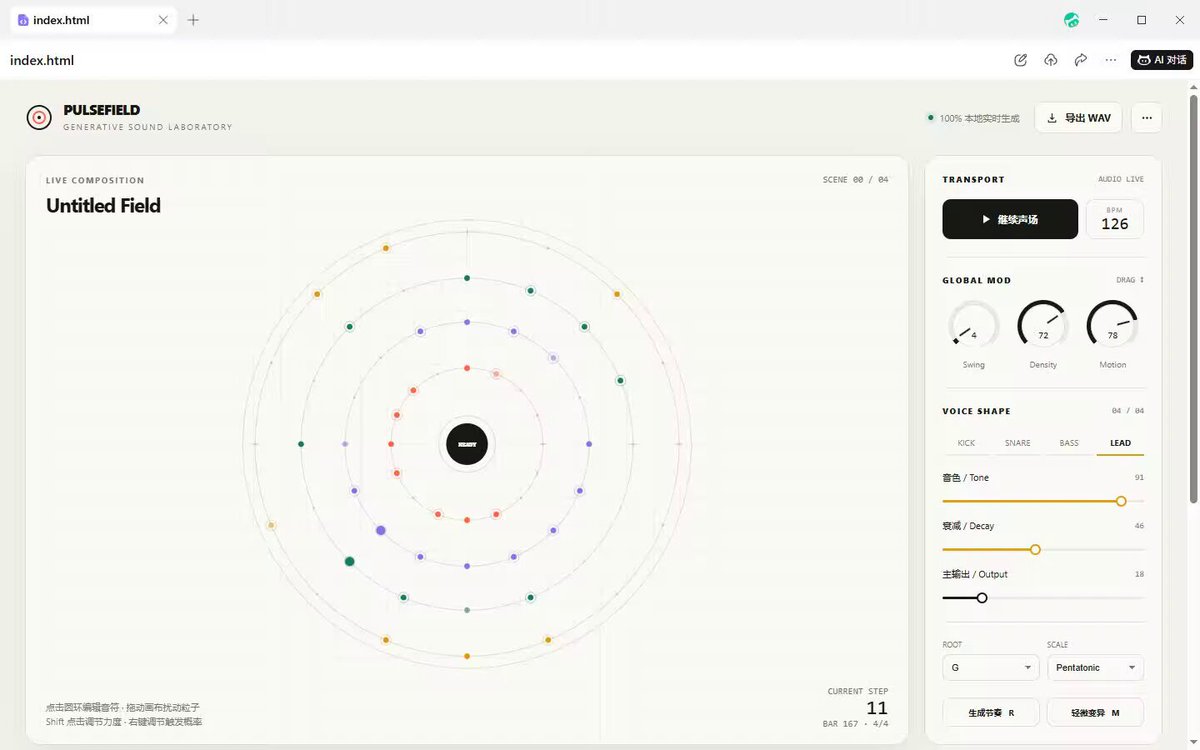 index.html
index.html
AI 对话
PULSEFIELD
GENERATIVE SOUND LABORATORY
100% 本地实时生成
导出 WAV
LIVE COMPOSITION
SCENE 00 / 04
Untitled Field
READY
点击圆环编辑音符 · 拖动画布扰动粒子
Shift 点击调节力度 · 右键调节触发概率
CURRENT STEP
11
BAR 167 · 4/4
TRANSPORT
AUDIO LIVE
继续声场
BPM
126
GLOBAL MOD
DRAG ↕
4
72
78
Swing
Density
Motion
VOICE SHAPE
04 / 04
KICK
SNARE
BASS
LEAD
音色 / Tone
91
衰减 / Decay
46
主输出 / Output
18
ROOT
SCALE
G
Pentatonic
生成节奏 R
轻微变异 M